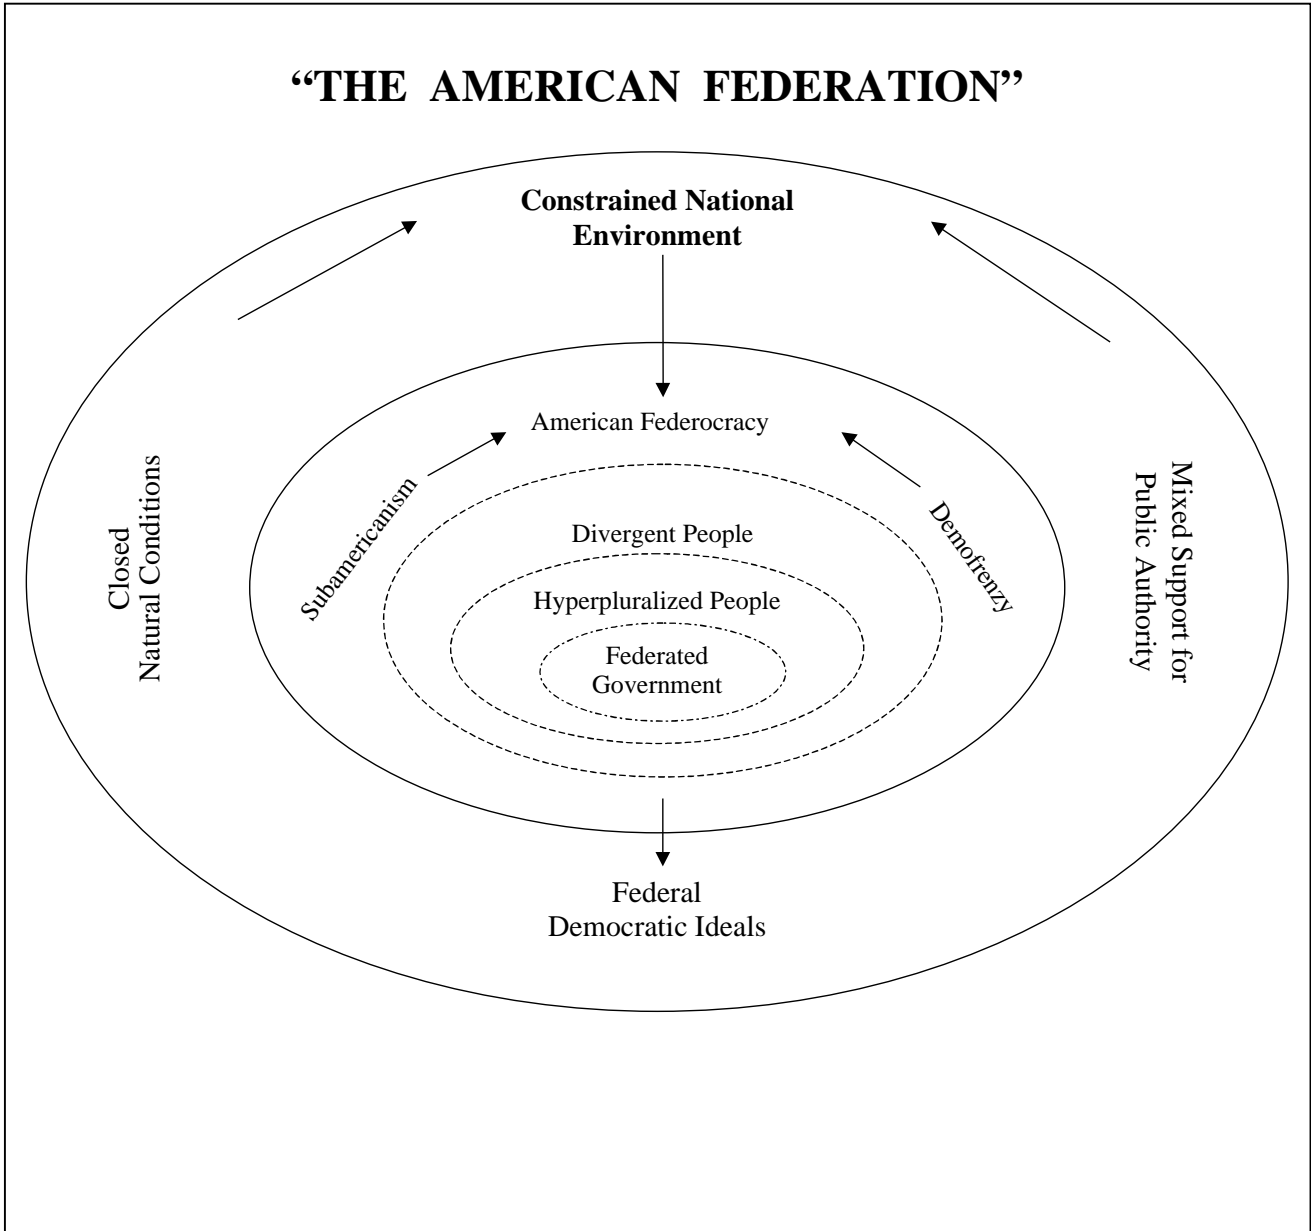 “THE AMERICAN FEDERATION”
Constrained National
Environment
Closed
Natural Conditions
Mixed Support for
Public Authority
American Federocracy
Subamericanism
Demofrenzy
Divergent People
Hyperpluralized People
Federated
Government
Federal
Democratic Ideals